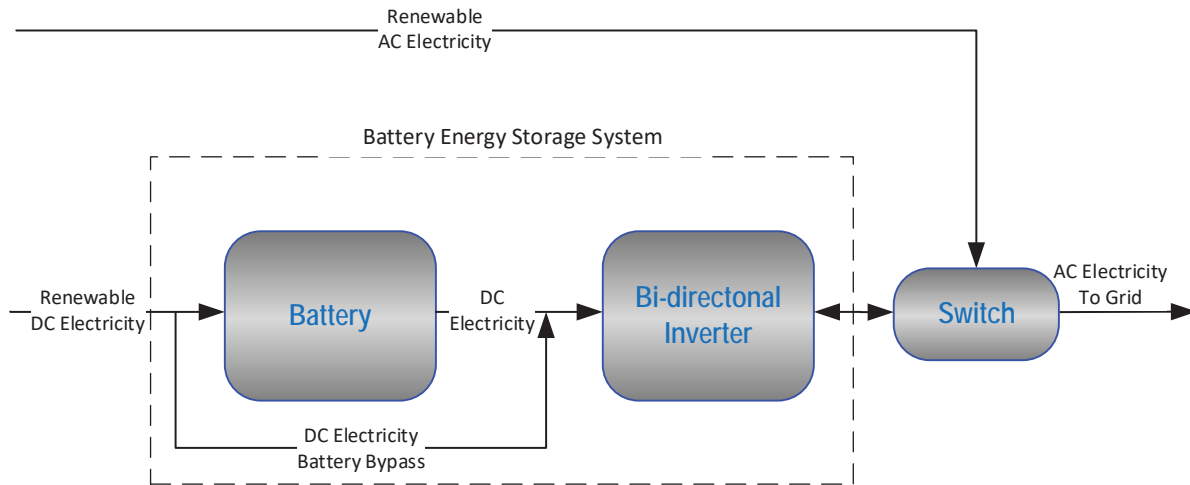 Renewable
AC Electricity
Battery Energy Storage System
Renewable
DC Electricity
Battery
DC
Electricity
Bi-directonal
Inverter
Switch
AC Electricity
To Grid
DC Electricity
Battery Bypass